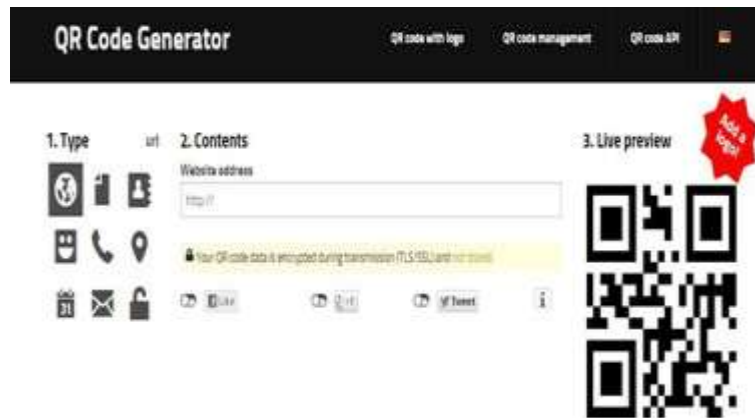 QR Code Generator
QR code with logo
QR code management
QR code API
Add a
logo!
1. Type
url
2. Contents
3. Live preview
Website address
http://
Your QR code data is encrypted during transmission (TLS/SSL) and not stored
31
Like
Tweet
i